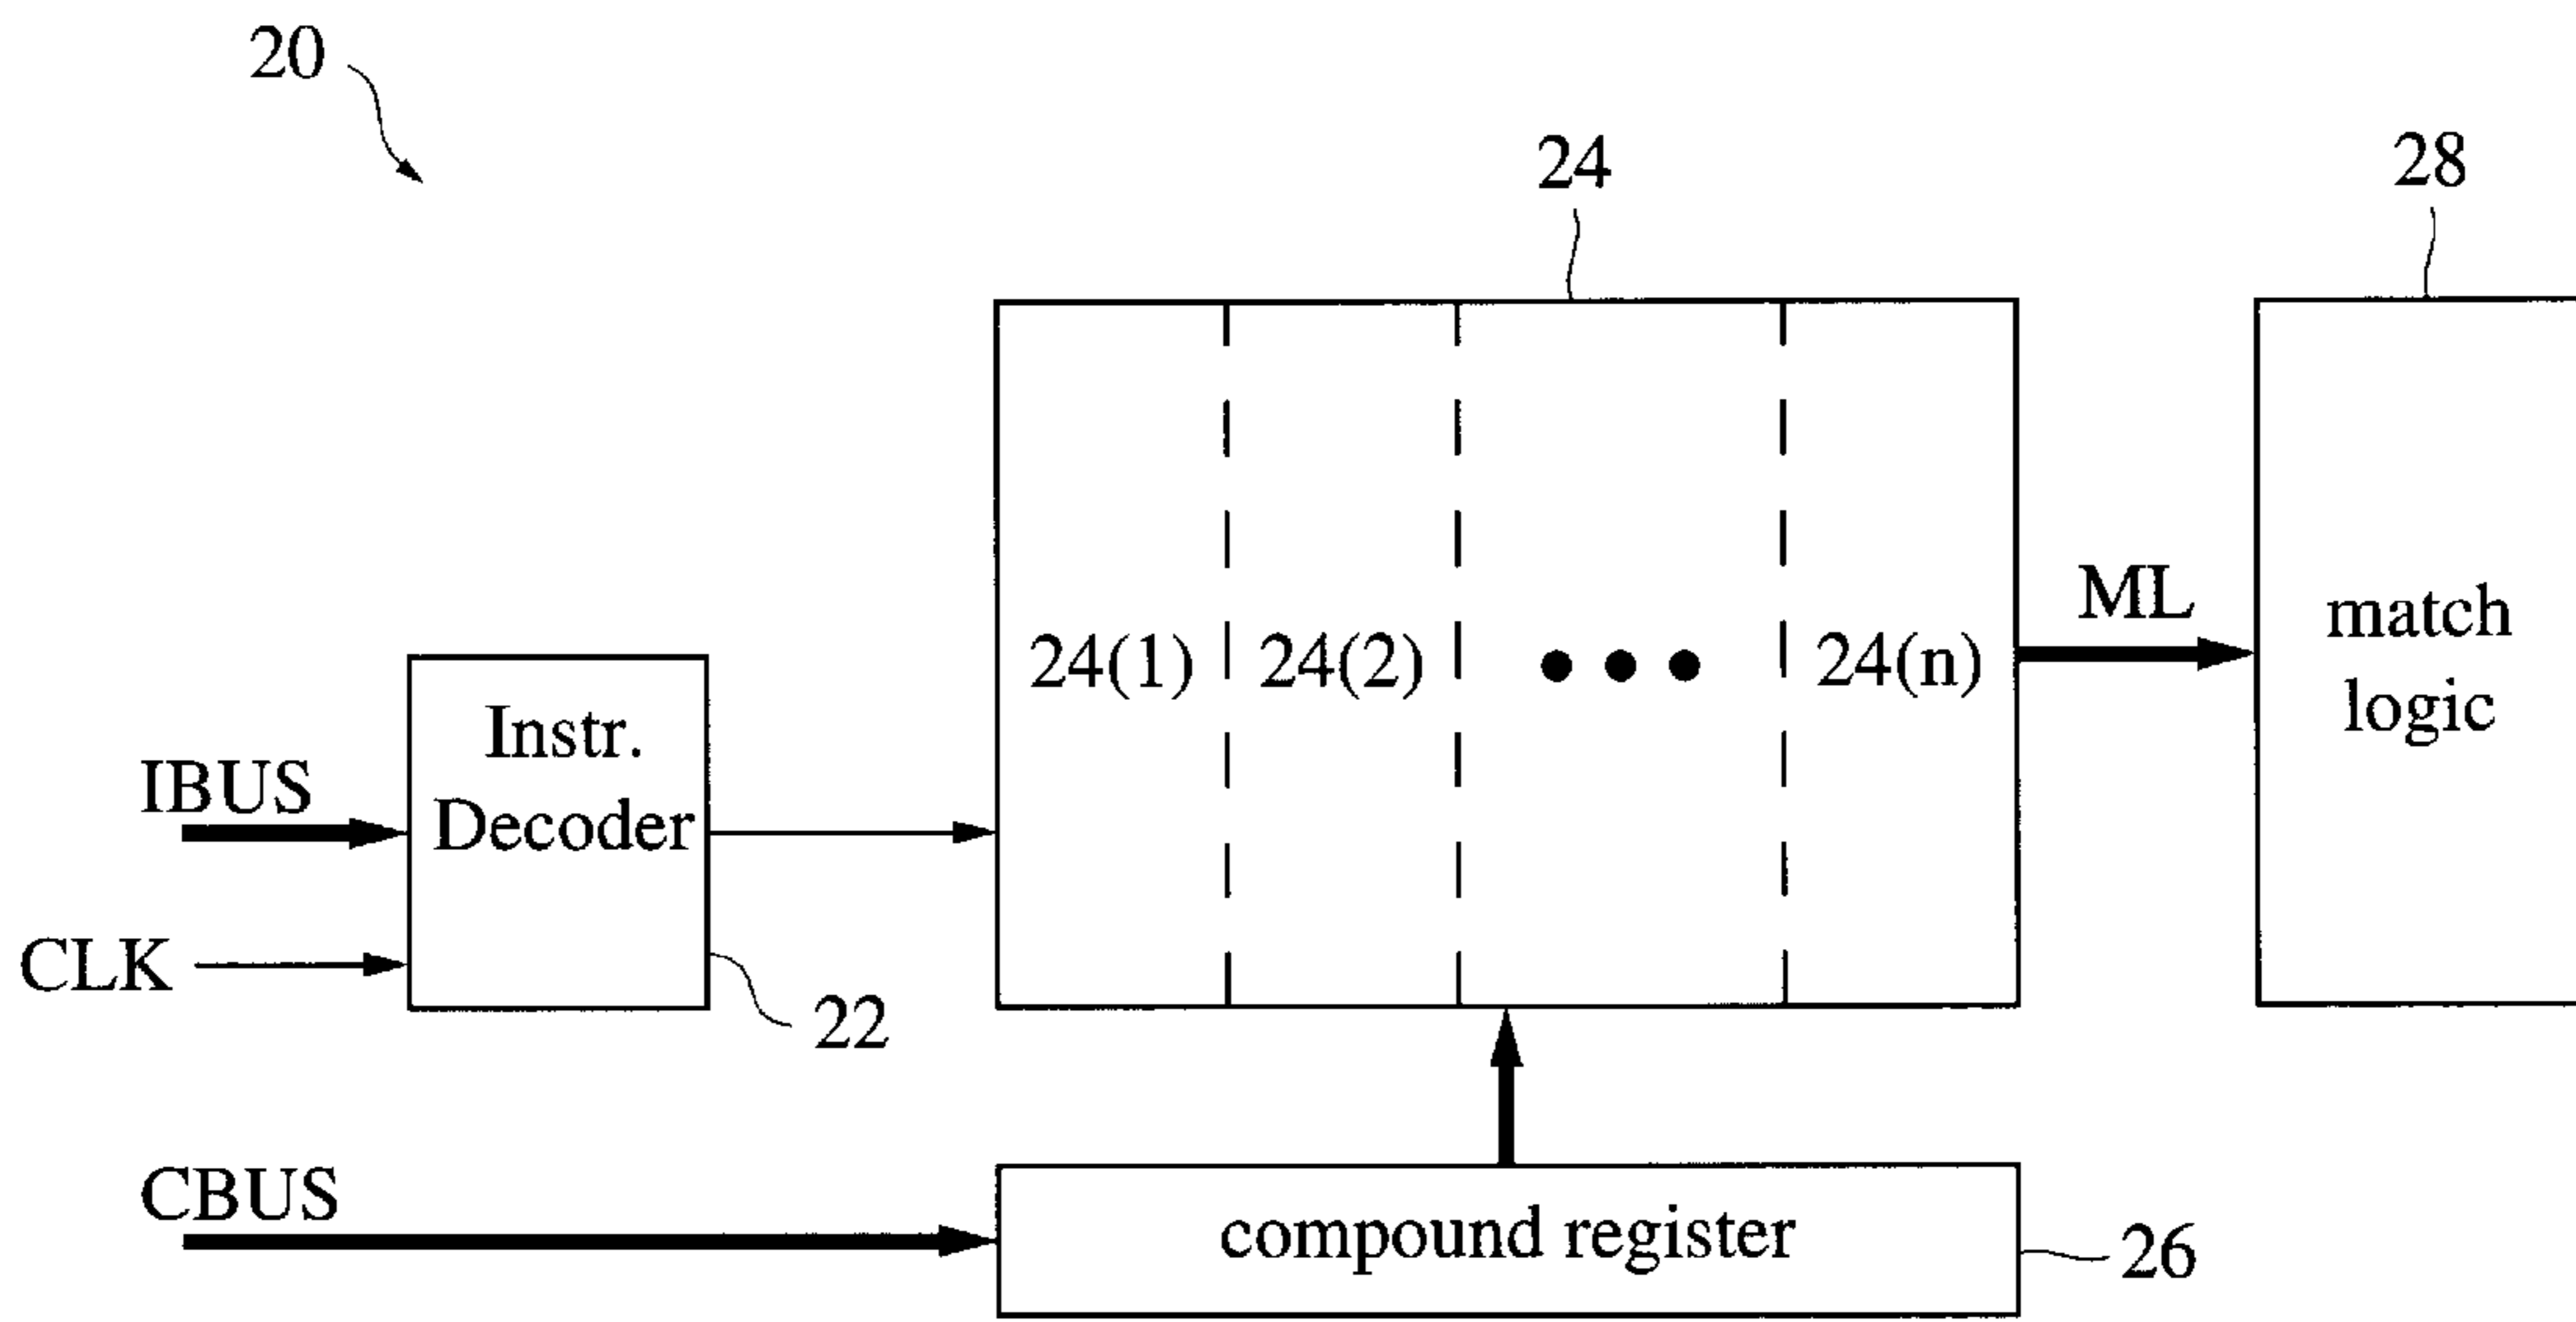 20
24
28
24(1)
24(2)
24(n)
ML
match
logic
Instr.
Decoder
IBUS
CLK
22
CBUS
compound register
26